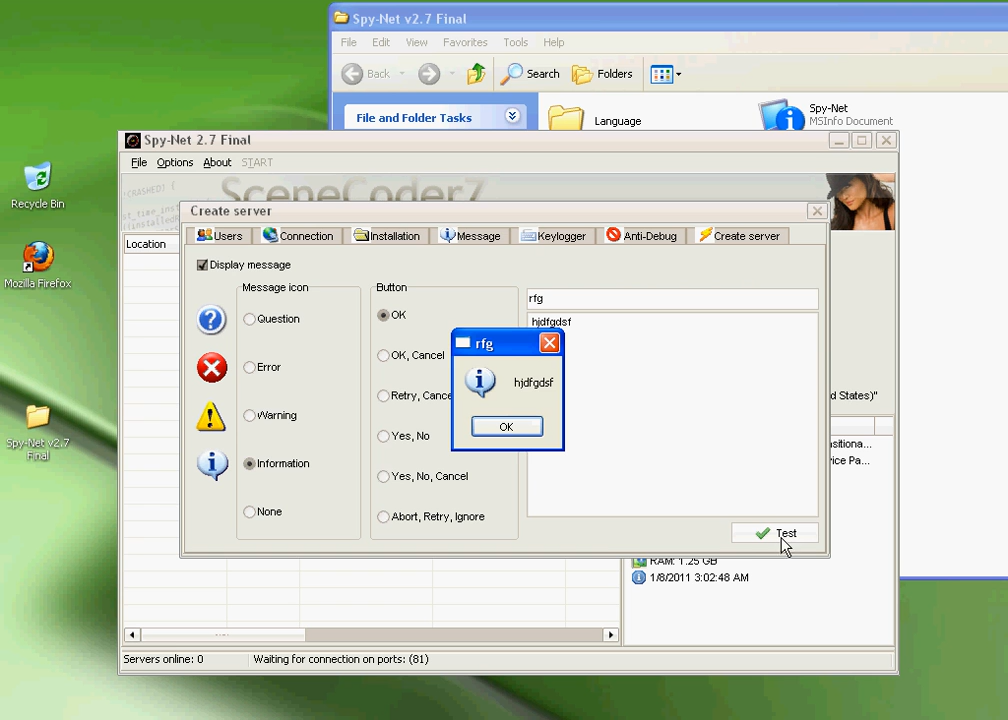 Spy-Net v2.7 Final
File Edit View Favorites Tools Help
Back Search Folders
File and Folder Tasks
Language
Spy-Net
MSInfo Document
Recycle Bin
Mozilla Firefox
Spy-Net v2.7
Final
Spy-Net 2.7 Final
File Options About START
SceneCoder7
Location
Create server
Users Connection Installation Message Keylogger Anti-Debug Create server
Display message
Message icon
Question
Error
Warning
Information
None
Button
OK
OK, Cancel
Retry, Cance
Yes, No
Yes, No, Cancel
Abort, Retry, Ignore
rfg
hjdfgdsf
rfg
hjdfgdsf
OK
Test
d States)"
vice Pa...
RAM: 1.25 GB
1/8/2011 3:02:48 AM
Servers online: 0
Waiting for connection on ports: (81)